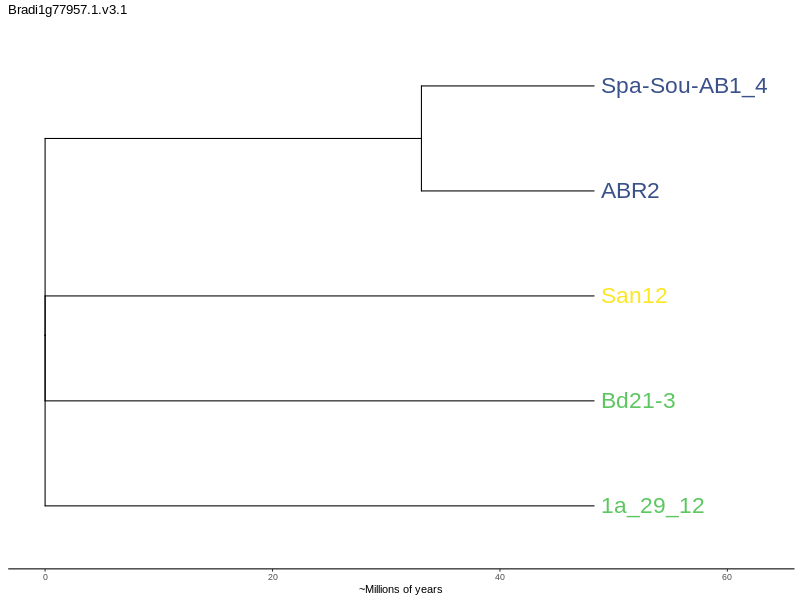 Bradi1g77957.1.v3.1
Spa-Sou-AB1_4
ABR2
San12
Bd21-3
1a_29_12
0 20 40 60
~Millions of years